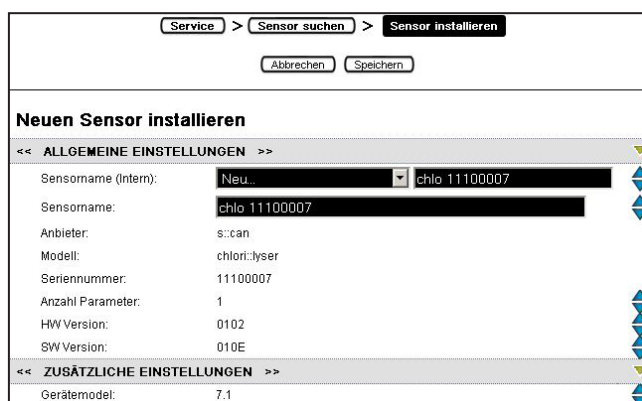 Service > Sensor suchen > Sensor installieren
Abbrechen Speichern
Neuen Sensor installieren
<< ALLGEMEINE EINSTELLUNGEN >>
Sensorname (Intern): Neu... chlo 11100007
Sensorname: chlo 11100007
Anbieter: s::can
Modell: chlori::lyser
Seriennummer: 11100007
Anzahl Parameter: 1
HW Version: 0102
SW Version: 010E
<< ZUSÄTZLICHE EINSTELLUNGEN >>
Gerätemodel: 7.1